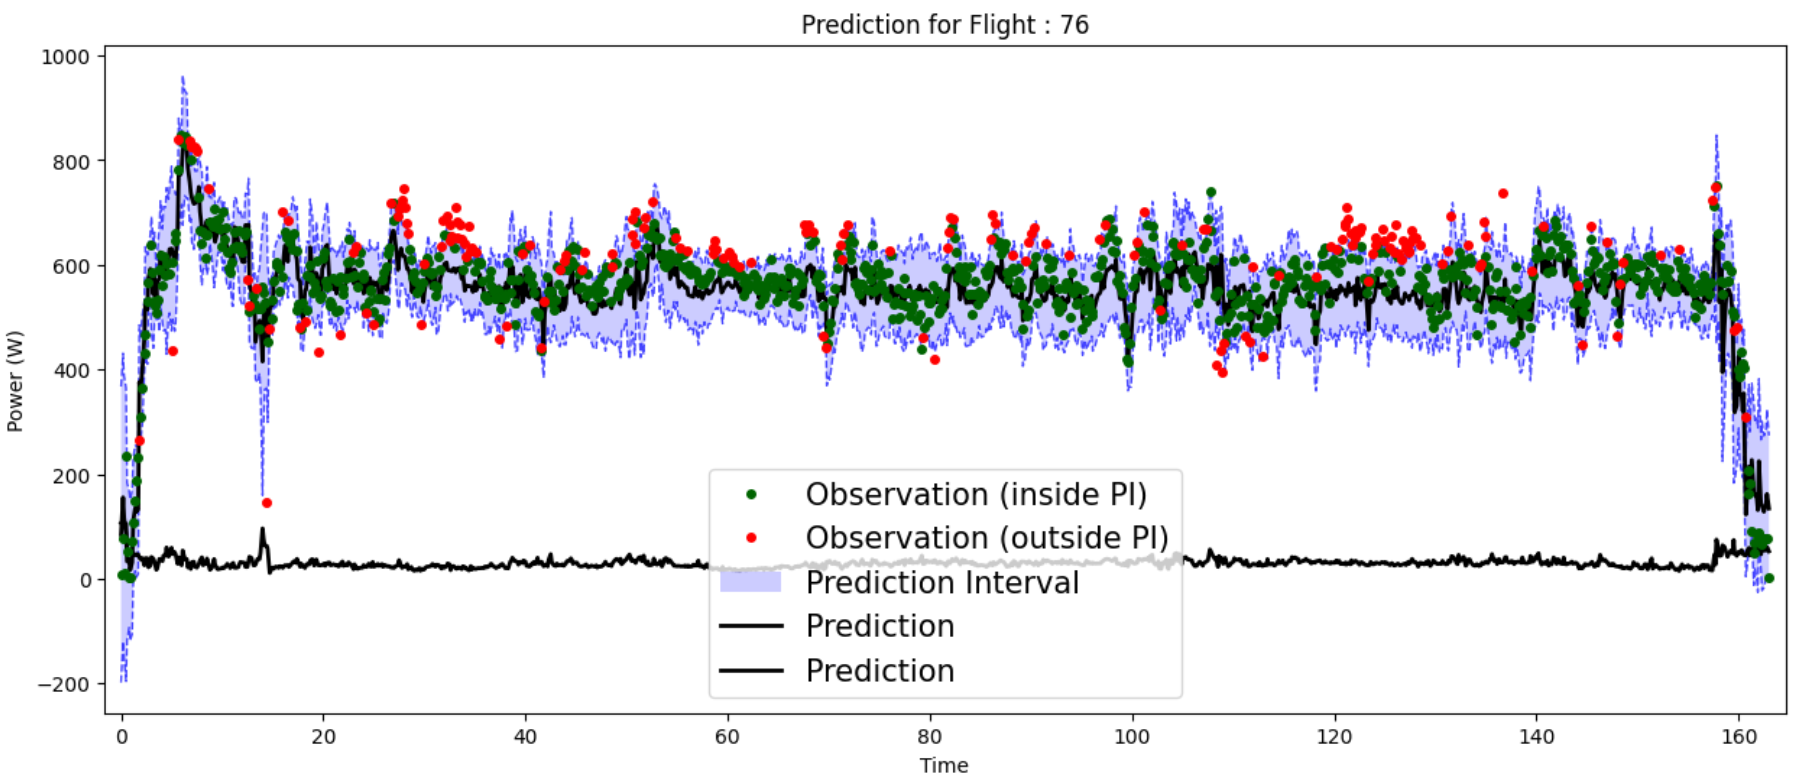 Prediction for Flight : 76
1000
800
600
400
200
0
−200
Power (W)
Observation (inside PI)
Observation (outside PI)
Prediction Interval
Prediction
Prediction
0 20 40 60 80 100 120 140 160
Time